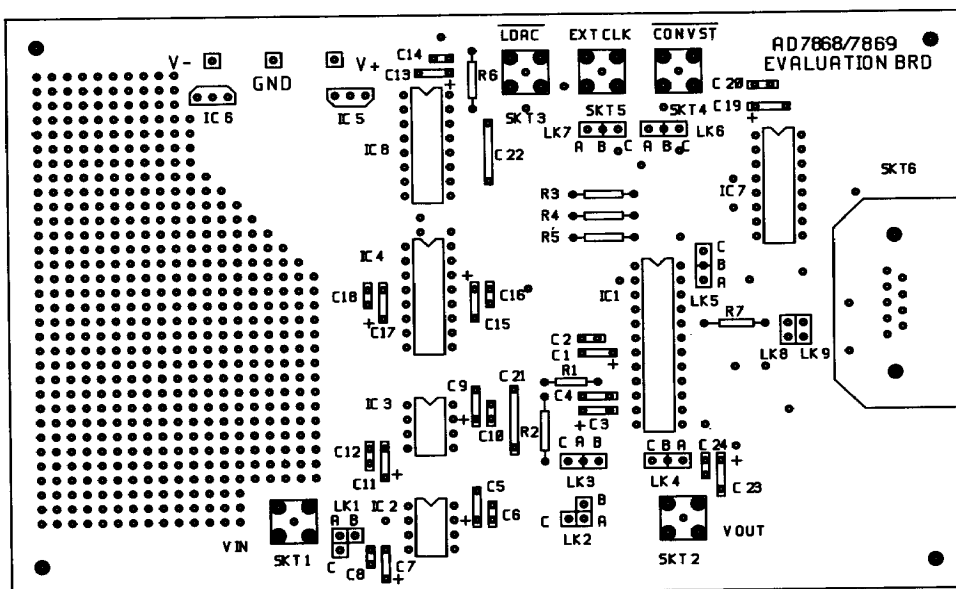 LDAC
EXT CLK
CONVST
AD7868/7869
EVALUATION BRD
V-
GND
V+
C14
C13
+
R6
SKT3
SKT5
SKT4
C20
C19
+
IC6
IC5
LK7
A B C
LK6
A B C
IC8
C22
IC7
SKT6
R3
R4
R5
IC4
C18
C17
+
+
C16
C15
IC1
C
B
A
LK5
R7
LK8
LK9
C2
C1
+
R1
C4
C3
+
IC3
C9
+
C10
C21
R2
C12
C11
+
C A B
LK3
C B A
LK4
C24
+
C23
LK1
A B
C
IC2
C5
+
C6
B
C
A
LK2
VIN
SKT1
C8
C7
+
SKT2
VOUT